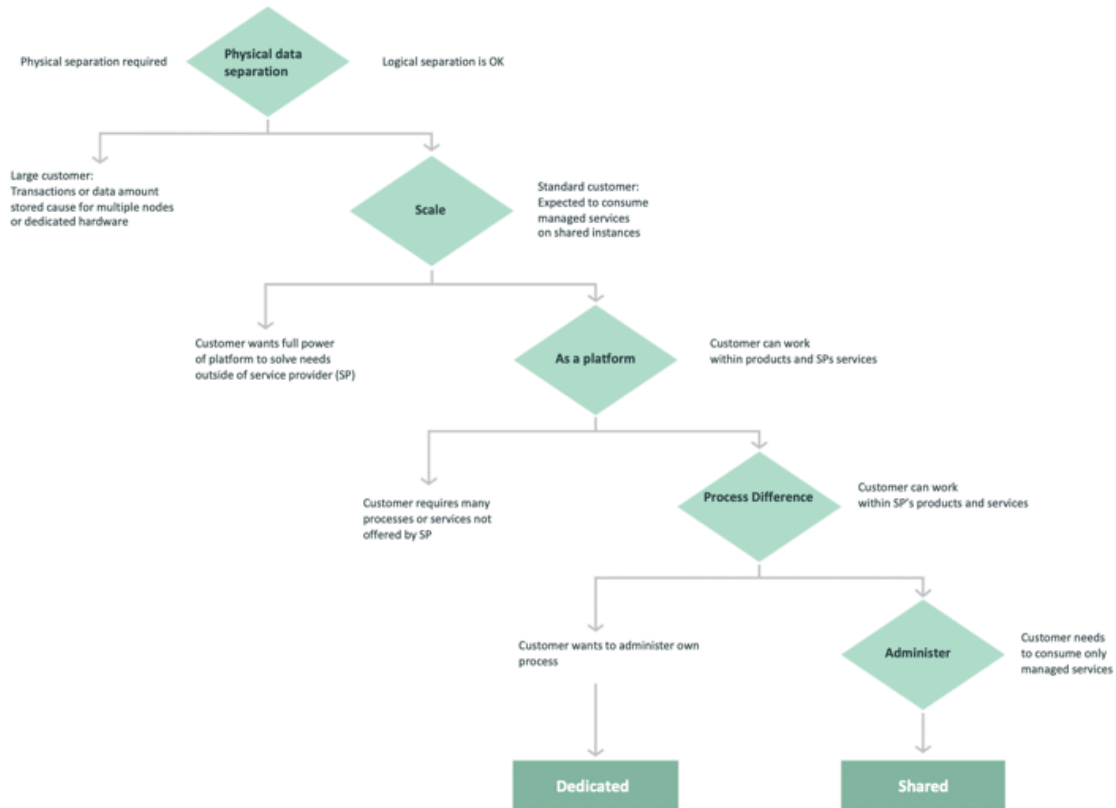 Physical separation required
Physical data
separation
Logical separation is OK
Large customer:
Transactions or data amount
stored cause for multiple nodes
or dedicated hardware
Scale
Standard customer:
Expected to consume
managed services
on shared instances
Customer wants full power
of platform to solve needs
outside of service provider (SP)
As a platform
Customer can work
within products and SPs services
Customer requires many
processes or services not
offered by SP
Process Difference
Customer can work
within SP's products and services
Customer wants to administer own
process
Administer
Customer needs
to consume only
managed services
Dedicated
Shared